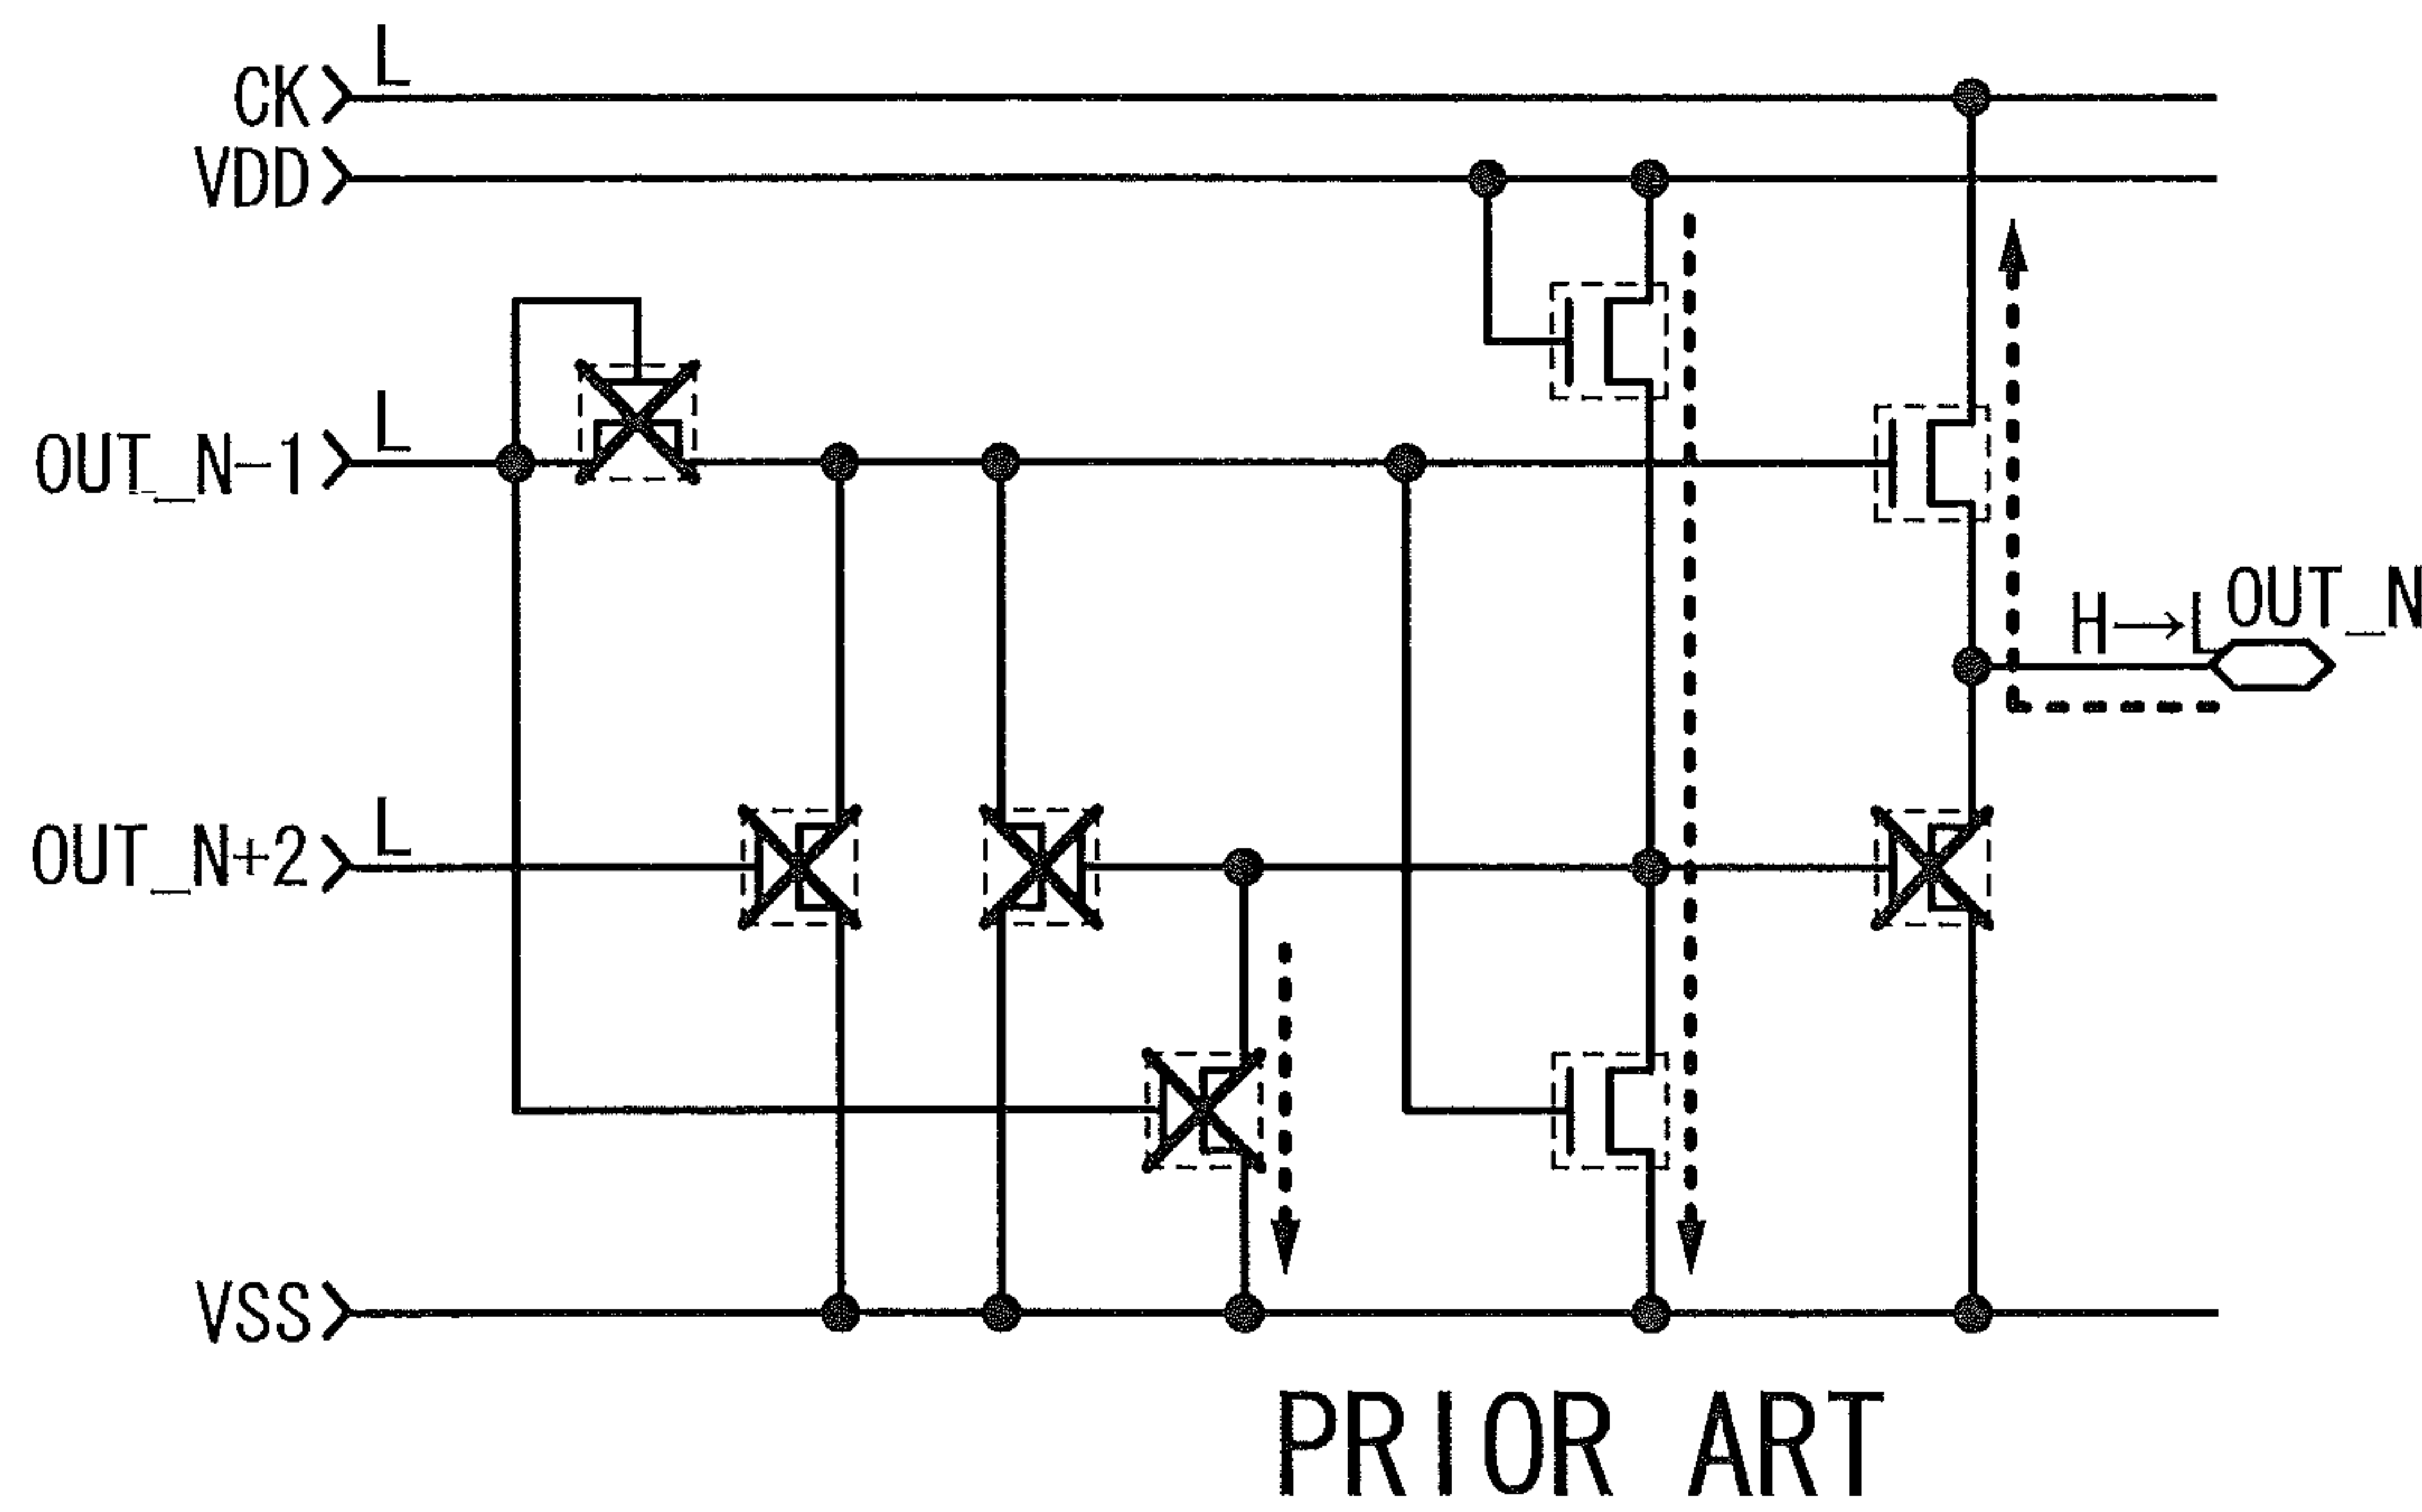 L
CK
VDD
L
OUT_N-1
H→L OUT_N
L
OUT_N+2
VSS
PRIOR ART